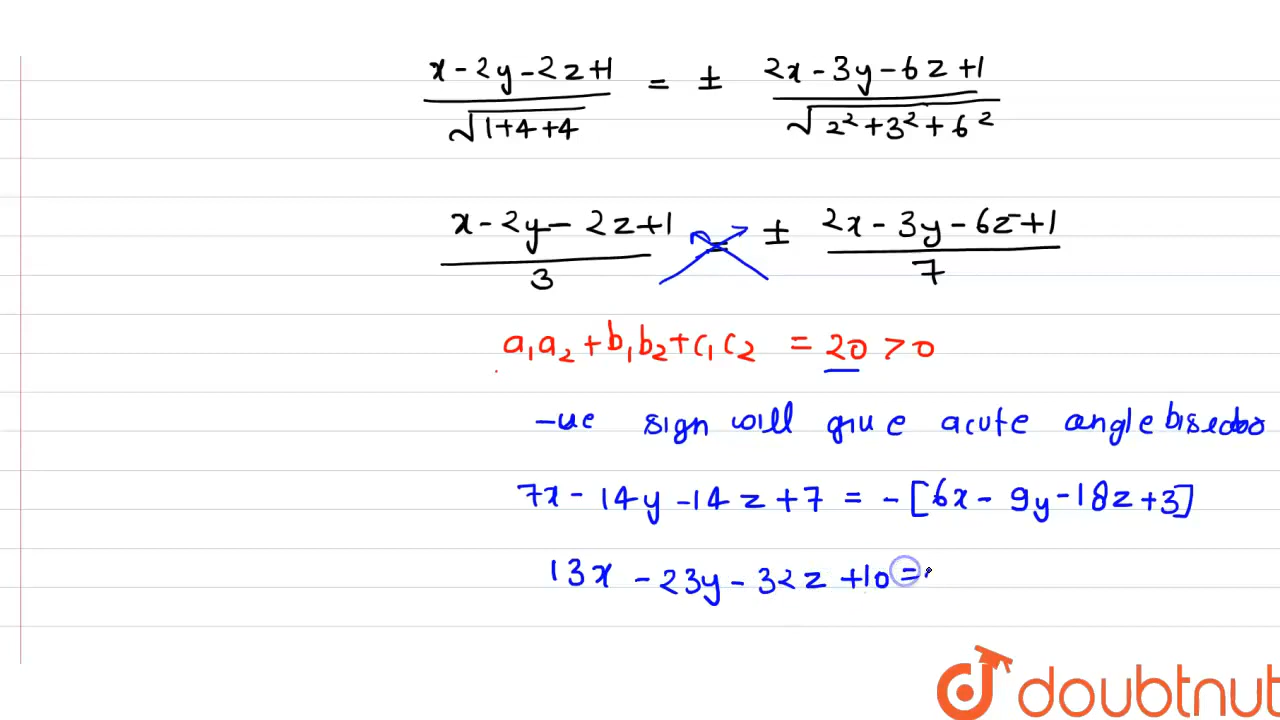 x - 2y - 2z + 1 / √1+4+4 = ± 2x - 3y - 6z + 1 / √2²+3²+6²
x - 2y - 2z + 1 / 3 = ± 2x - 3y - 6z + 1 / 7
a₁a₂ + b₁b₂ + c₁c₂ = 20 > 0
-ve sign will give acute angle bisector
7x - 14y - 14z + 7 = - [6x - 9y - 18z + 3]
13x - 23y - 32z + 10 =
doubtnut